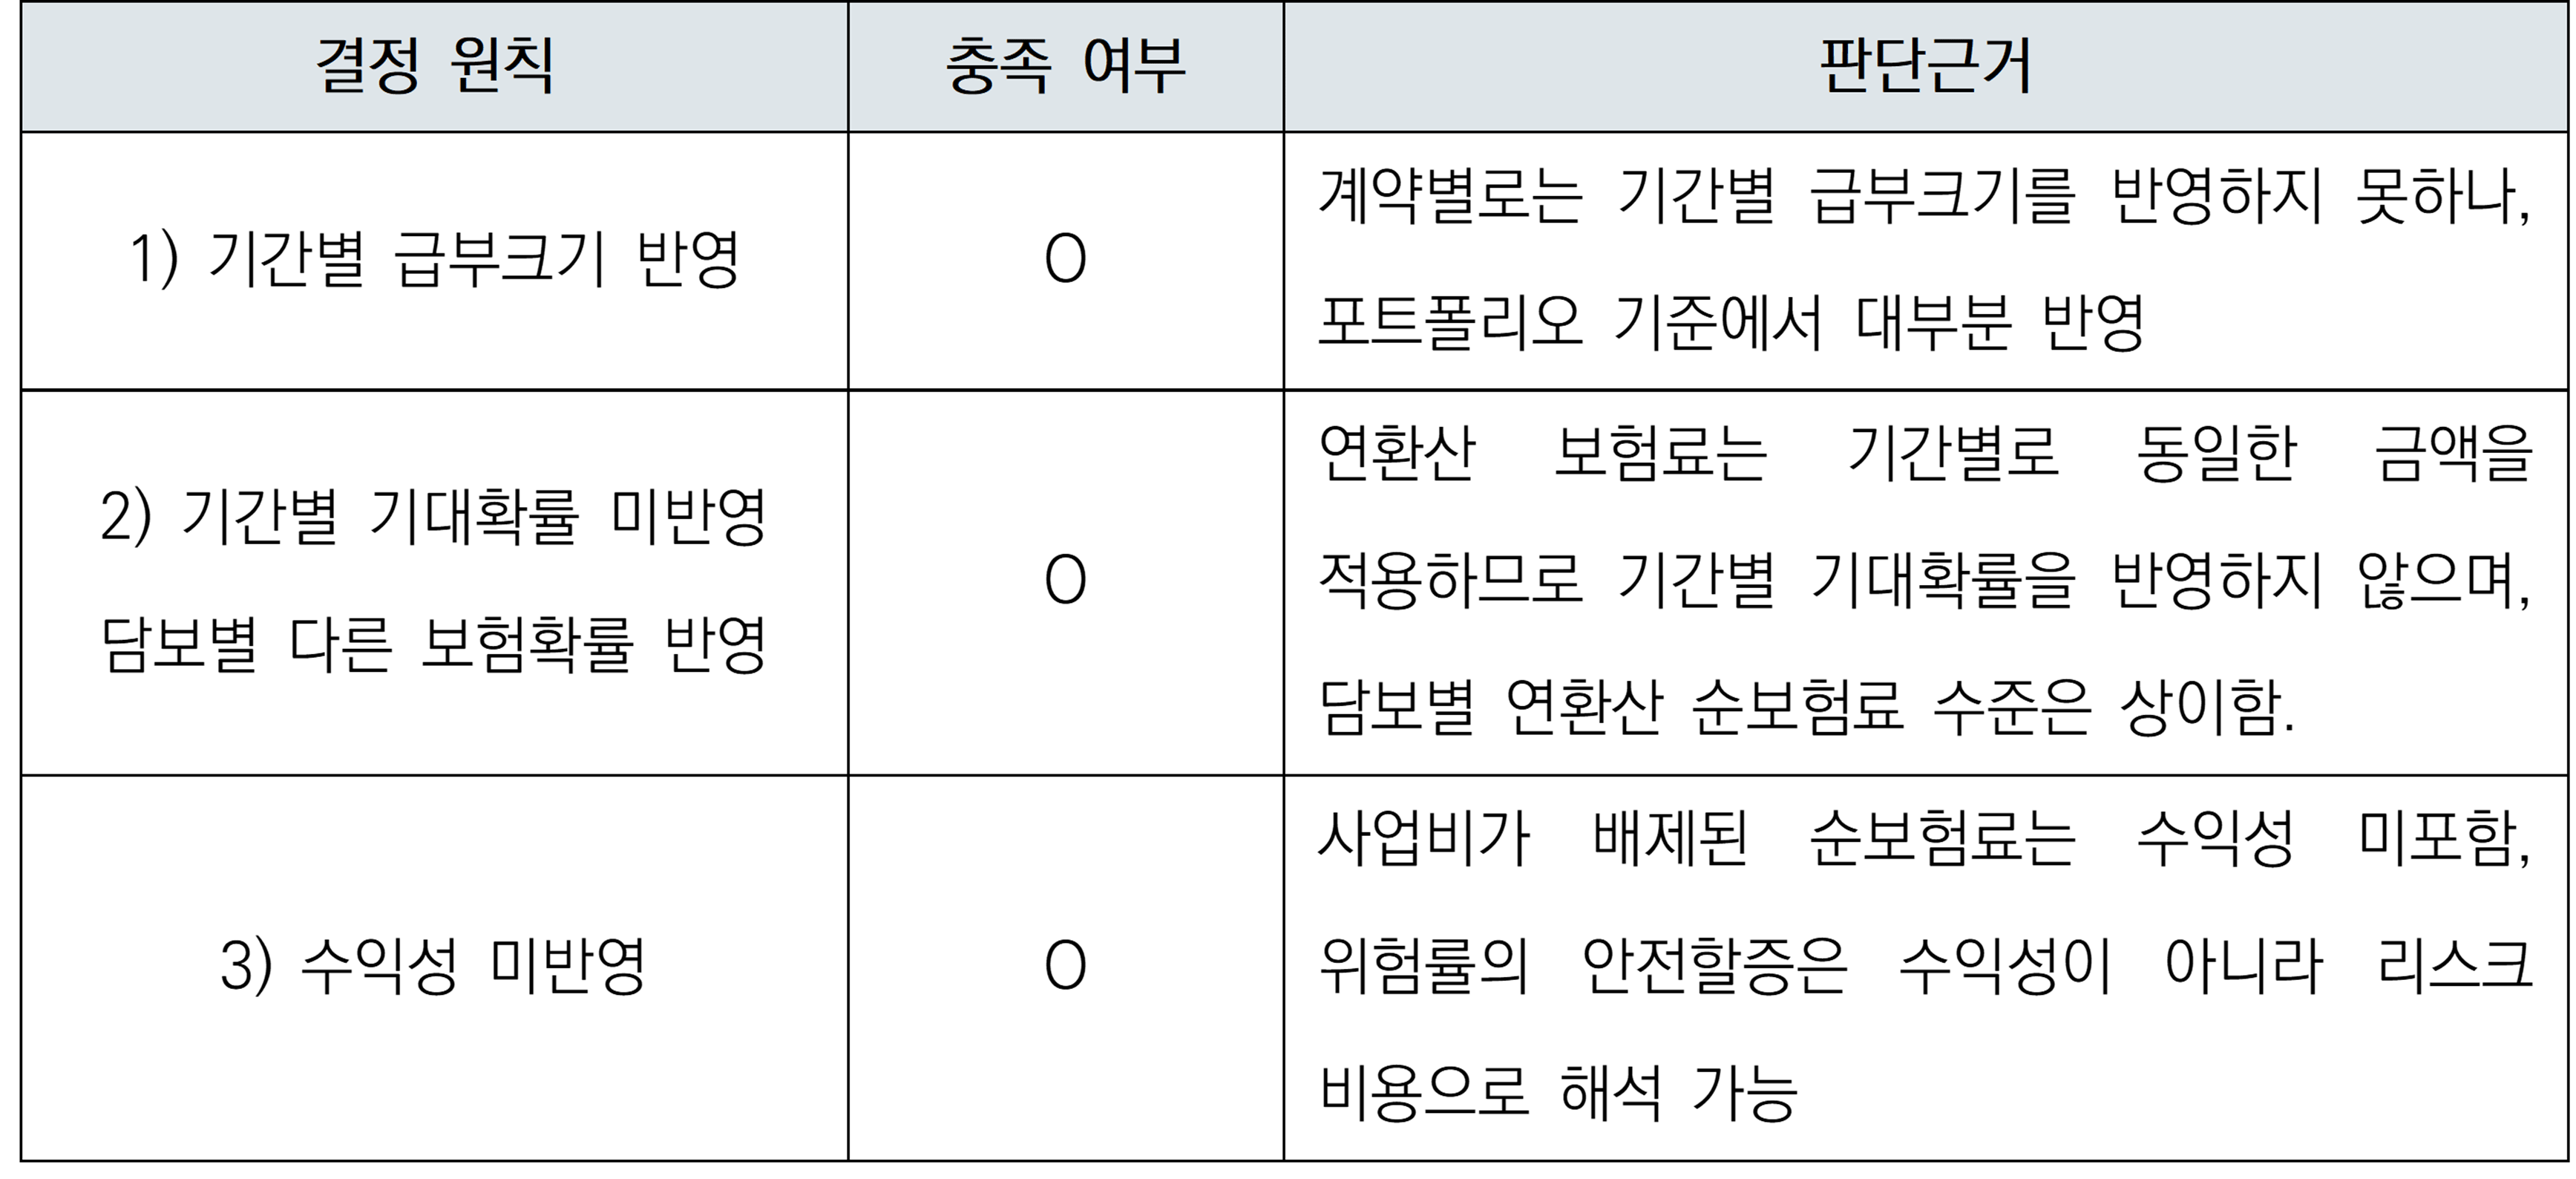 결정 원칙 충족 여부 판단근거
1) 기간별 급부크기 반영
O
계약별로는 기간별 급부크기를 반영하지 못하나,
포트폴리오 기준에서 대부분 반영
2) 기간별 기대확률 미반영
담보별 다른 보험확률 반영
O
연환산 보험료는 기간별로 동일한 금액을
적용하므로 기간별 기대확률을 반영하지 않으며,
담보별 연환산 순보험료 수준은 상이함.
3) 수익성 미반영
O
사업비가 배제된 순보험료는 수익성 미포함,
위험률의 안전할증은 수익성이 아니라 리스크
비용으로 해석 가능